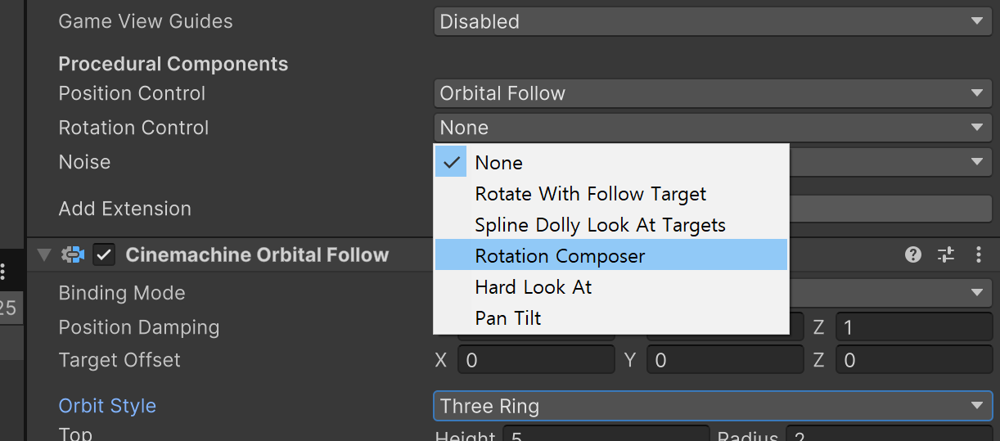 Game View Guides Disabled
Procedural Components
Position Control Orbital Follow
Rotation Control None
None
Noise
Rotate With Follow Target
Add Extension
Spline Dolly Look At Targets
Cinemachine Orbital Follow
Rotation Composer
Binding Mode
Hard Look At
25
Pan Tilt
Position Damping Z 1
Target Offset X 0 Y 0 Z 0
Orbit Style Three Ring
Top Height 5 Radius 2